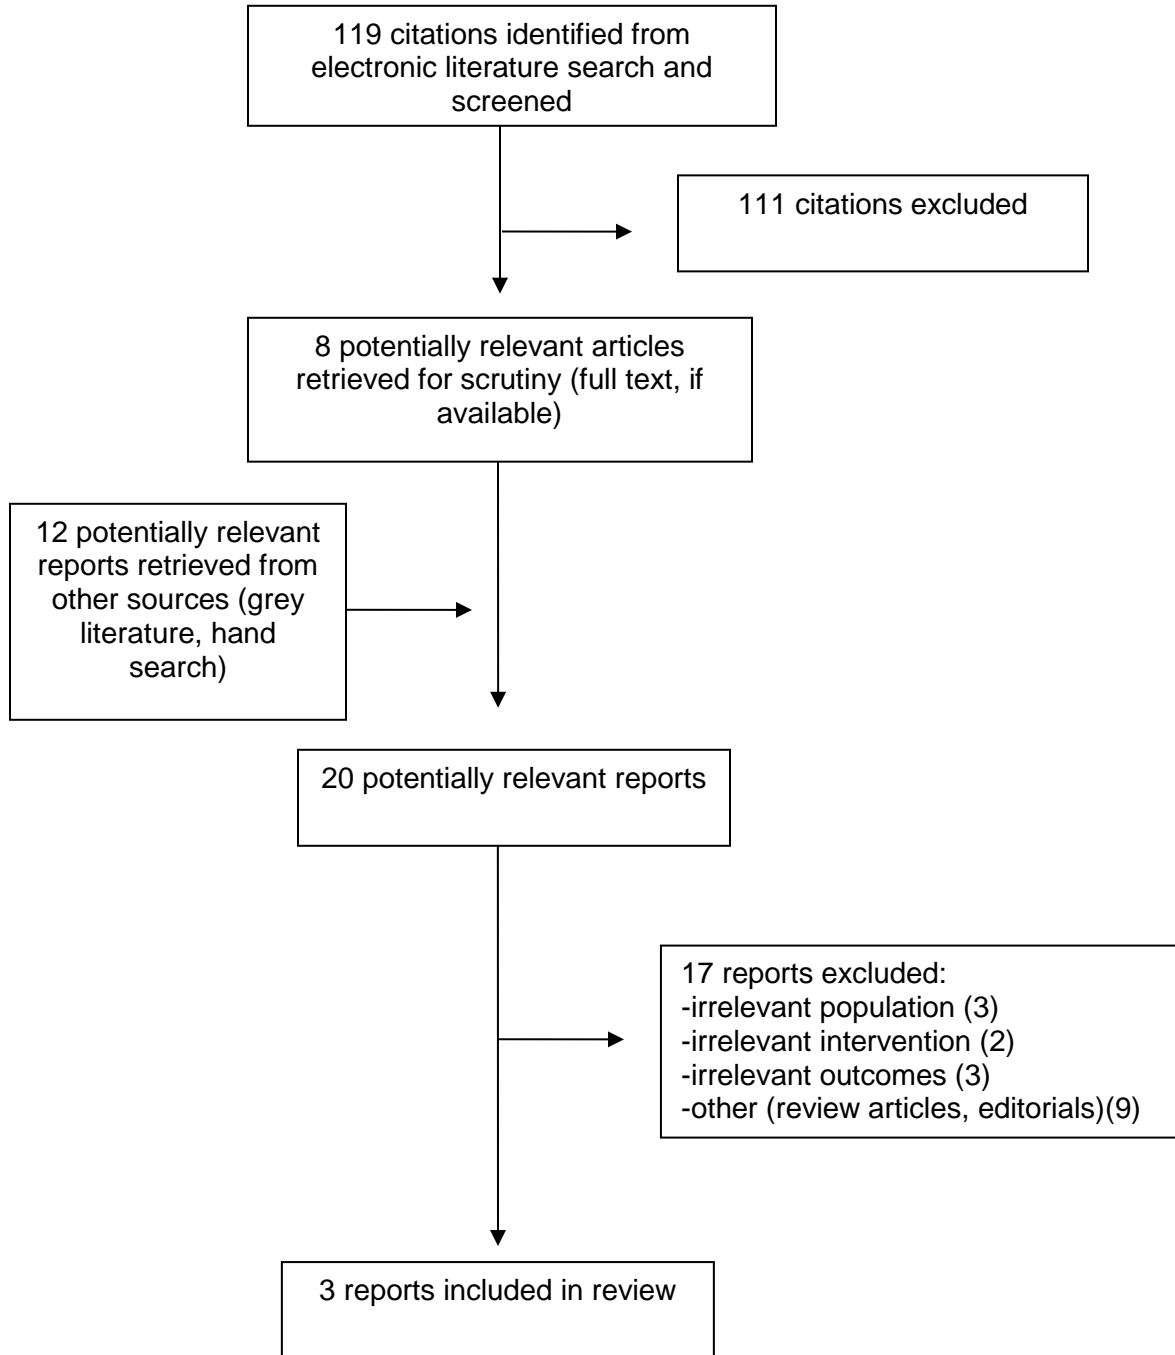 119 citations identified from
electronic literature search and
screened
111 citations excluded
8 potentially relevant articles
retrieved for scrutiny (full text, if
available)
12 potentially relevant
reports retrieved from
other sources (grey
literature, hand
search)
20 potentially relevant reports
17 reports excluded:
-irrelevant population (3)
-irrelevant intervention (2)
-irrelevant outcomes (3)
-other (review articles, editorials)(9)
3 reports included in review